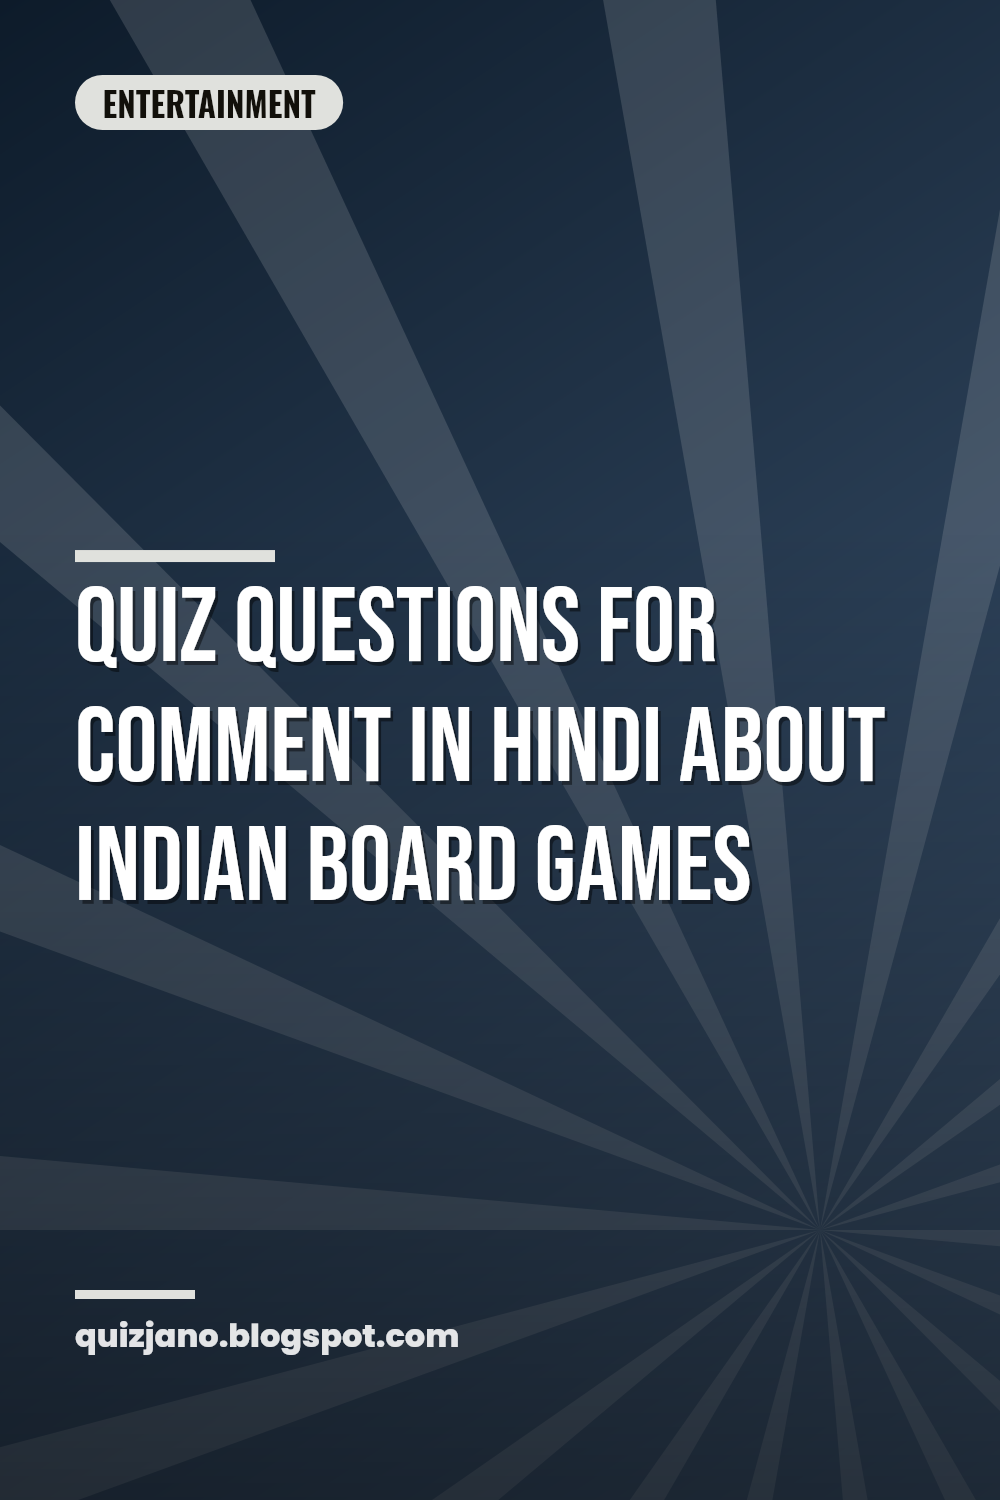 ENTERTAINMENT
QUIZ QUESTIONS FOR
COMMENT IN HINDI ABOUT
INDIAN BOARD GAMES
quizjano.blogspot.com